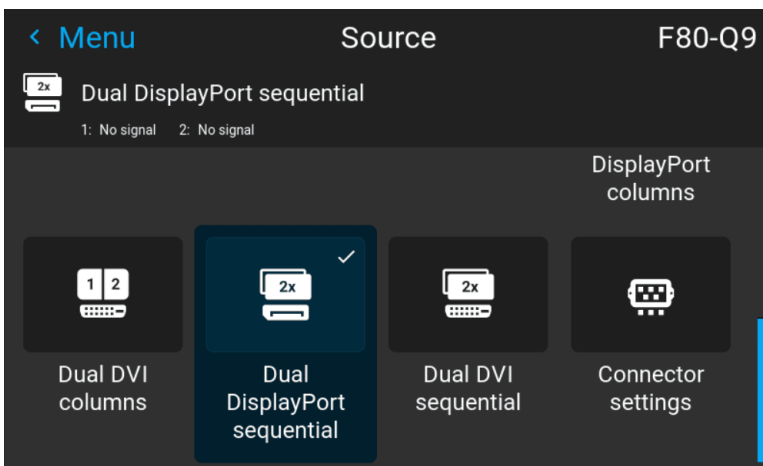 Menu
Source
F80-Q9
2x
Dual DisplayPort sequential
1: No signal 2: No signal
DisplayPort
columns
1 2
2x
2x
Dual DVI
columns
Dual
DisplayPort
sequential
Dual DVI
sequential
Connector
settings